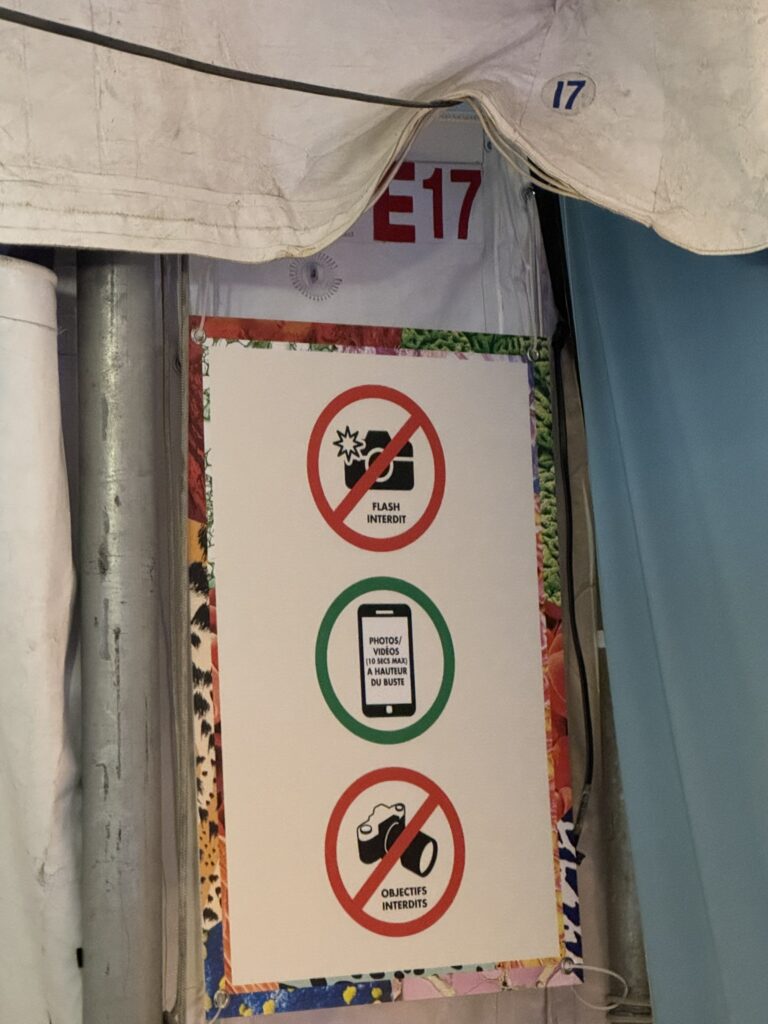 17
E17
FLASH
INTERDIT
PHOTOS/
VIDÉOS
(10 SECS MAX)
A HAUTEUR
DU BUSTE
OBJECTIFS
INTERDITS